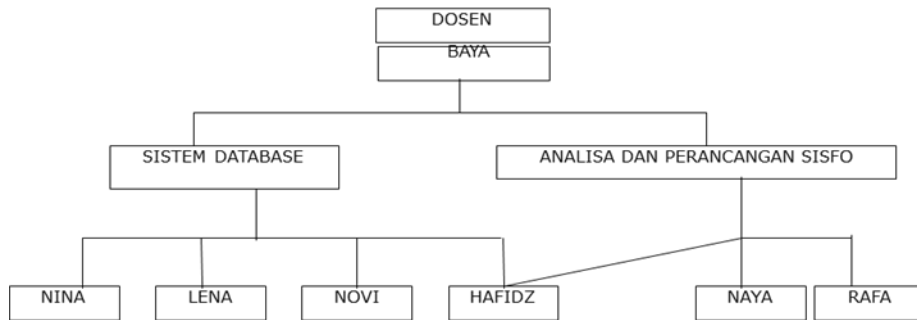 DOSEN
BAYA
SISTEM DATABASE
ANALISA DAN PERANCANGAN SISFO
NINA
LENA
NOVI
HAFIDZ
NAYA
RAFA